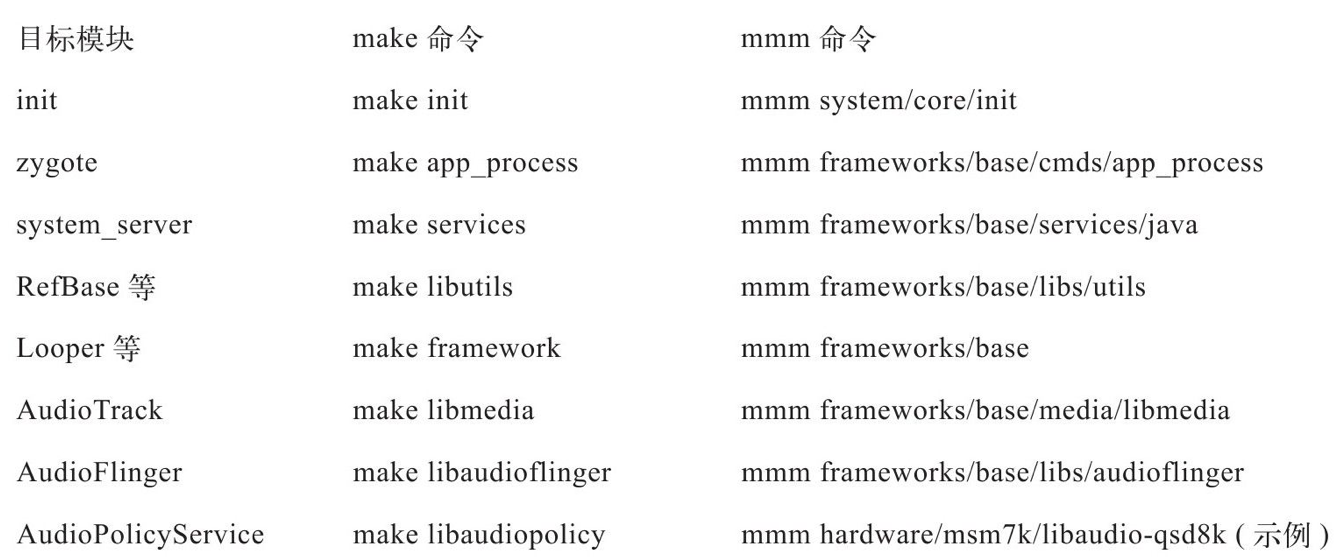 目标模块 make 命令 mmm 命令
init make init mmm system/core/init
zygote make app_process mmm frameworks/base/cmds/app_process
system_server make services mmm frameworks/base/services/java
RefBase 等 make libutils mmm frameworks/base/libs/utils
Looper 等 make framework mmm frameworks/base
AudioTrack make libmedia mmm frameworks/base/media/libmedia
AudioFlinger make libaudioflinger mmm frameworks/base/libs/audioflinger
AudioPolicyService make libaudiopolicy mmm hardware/msm7k/libaudio-qsd8k ( 示例 )